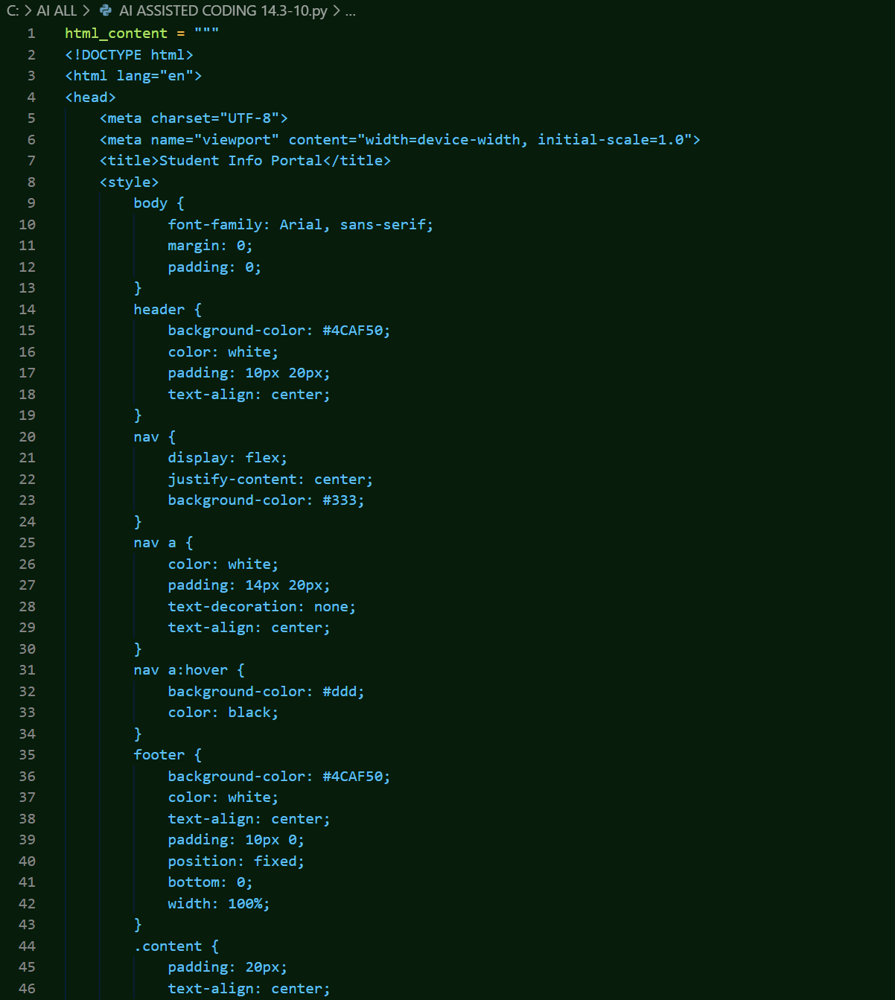 C: > AI ALL > AI ASSISTED CODING 14.3-10.py > ...
1 html_content = """
2 <!DOCTYPE html>
3 <html lang="en">
4 <head>
5     <meta charset="UTF-8">
6     <meta name="viewport" content="width=device-width, initial-scale=1.0">
7     <title>Student Info Portal</title>
8     <style>
9         body {
10             font-family: Arial, sans-serif;
11             margin: 0;
12             padding: 0;
13         }
14         header {
15             background-color: #4CAF50;
16             color: white;
17             padding: 10px 20px;
18             text-align: center;
19         }
20         nav {
21             display: flex;
22             justify-content: center;
23             background-color: #333;
24         }
25         nav a {
26             color: white;
27             padding: 14px 20px;
28             text-decoration: none;
29             text-align: center;
30         }
31         nav a:hover {
32             background-color: #ddd;
33             color: black;
34         }
35         footer {
36             background-color: #4CAF50;
37             color: white;
38             text-align: center;
39             padding: 10px 0;
40             position: fixed;
41             bottom: 0;
42             width: 100%;
43         }
44         .content {
45             padding: 20px;
46             text-align: center;